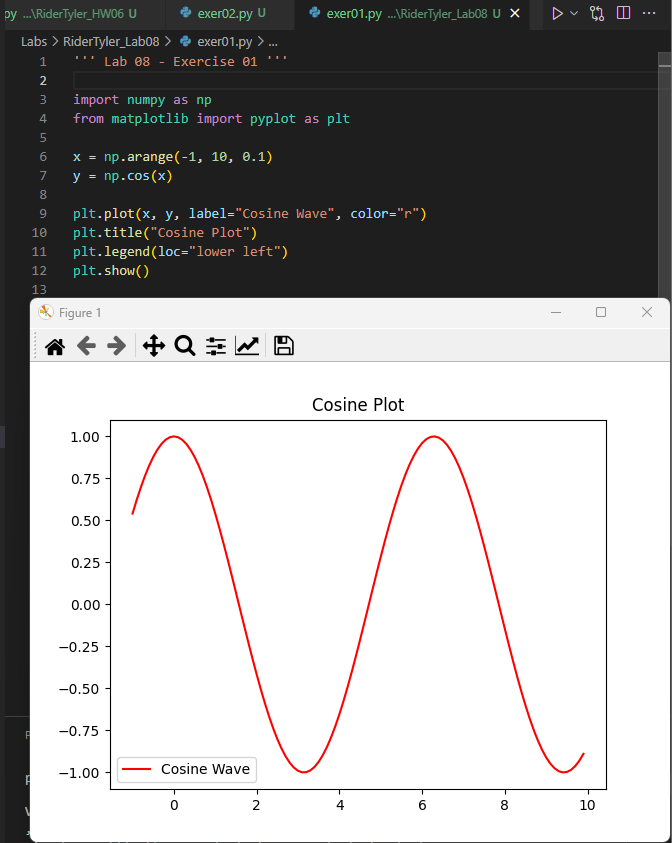 py ...\RiderTyler_HW06 U exer02.py U exer01.py ...\RiderTyler_Lab08 U
Labs > RiderTyler_Lab08 > exer01.py > ...
1 ''' Lab 08 - Exercise 01 '''
2
3 import numpy as np
4 from matplotlib import pyplot as plt
5
6 x = np.arange(-1, 10, 0.1)
7 y = np.cos(x)
8
9 plt.plot(x, y, label="Cosine Wave", color="r")
10 plt.title("Cosine Plot")
11 plt.legend(loc="lower left")
12 plt.show()
13
Figure 1
Cosine Plot
1.00
0.75
0.50
0.25
0.00
−0.25
−0.50
−0.75
−1.00
Cosine Wave
0 2 4 6 8 10